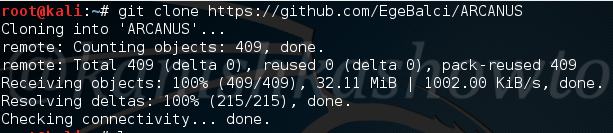 root@kali:~# git clone https://github.com/EgeBalci/ARCANUS
Cloning into 'ARCANUS'...
remote: Counting objects: 409, done.
remote: Total 409 (delta 0), reused 0 (delta 0), pack-reused 409
Receiving objects: 100% (409/409), 32.11 MiB | 1002.00 KiB/s, done.
Resolving deltas: 100% (215/215), done.
Checking connectivity... done.